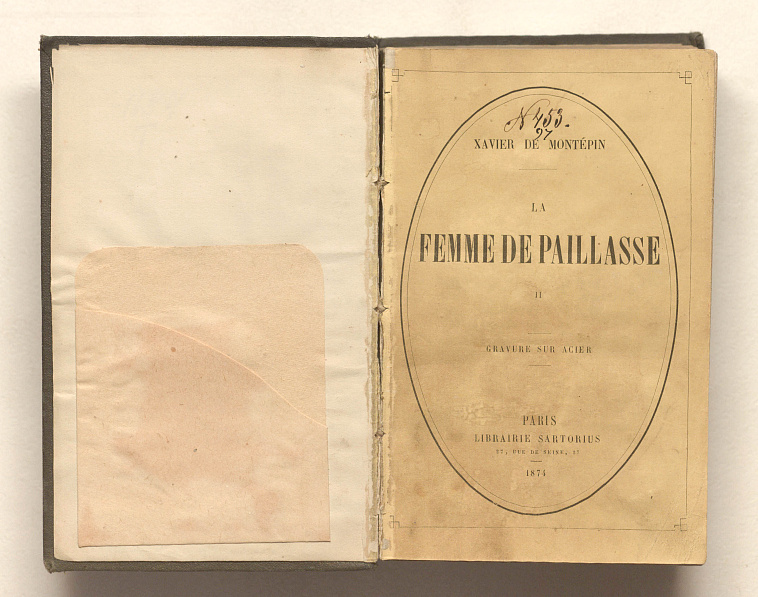 N 453.
97
XAVIER DE MONTÉPIN
LA
FEMME DE PAILLASSE
II
GRAVURE SUR ACIER
PARIS
LIBRAIRIE SARTORIUS
27, RUE DE SEINE, 27
1874